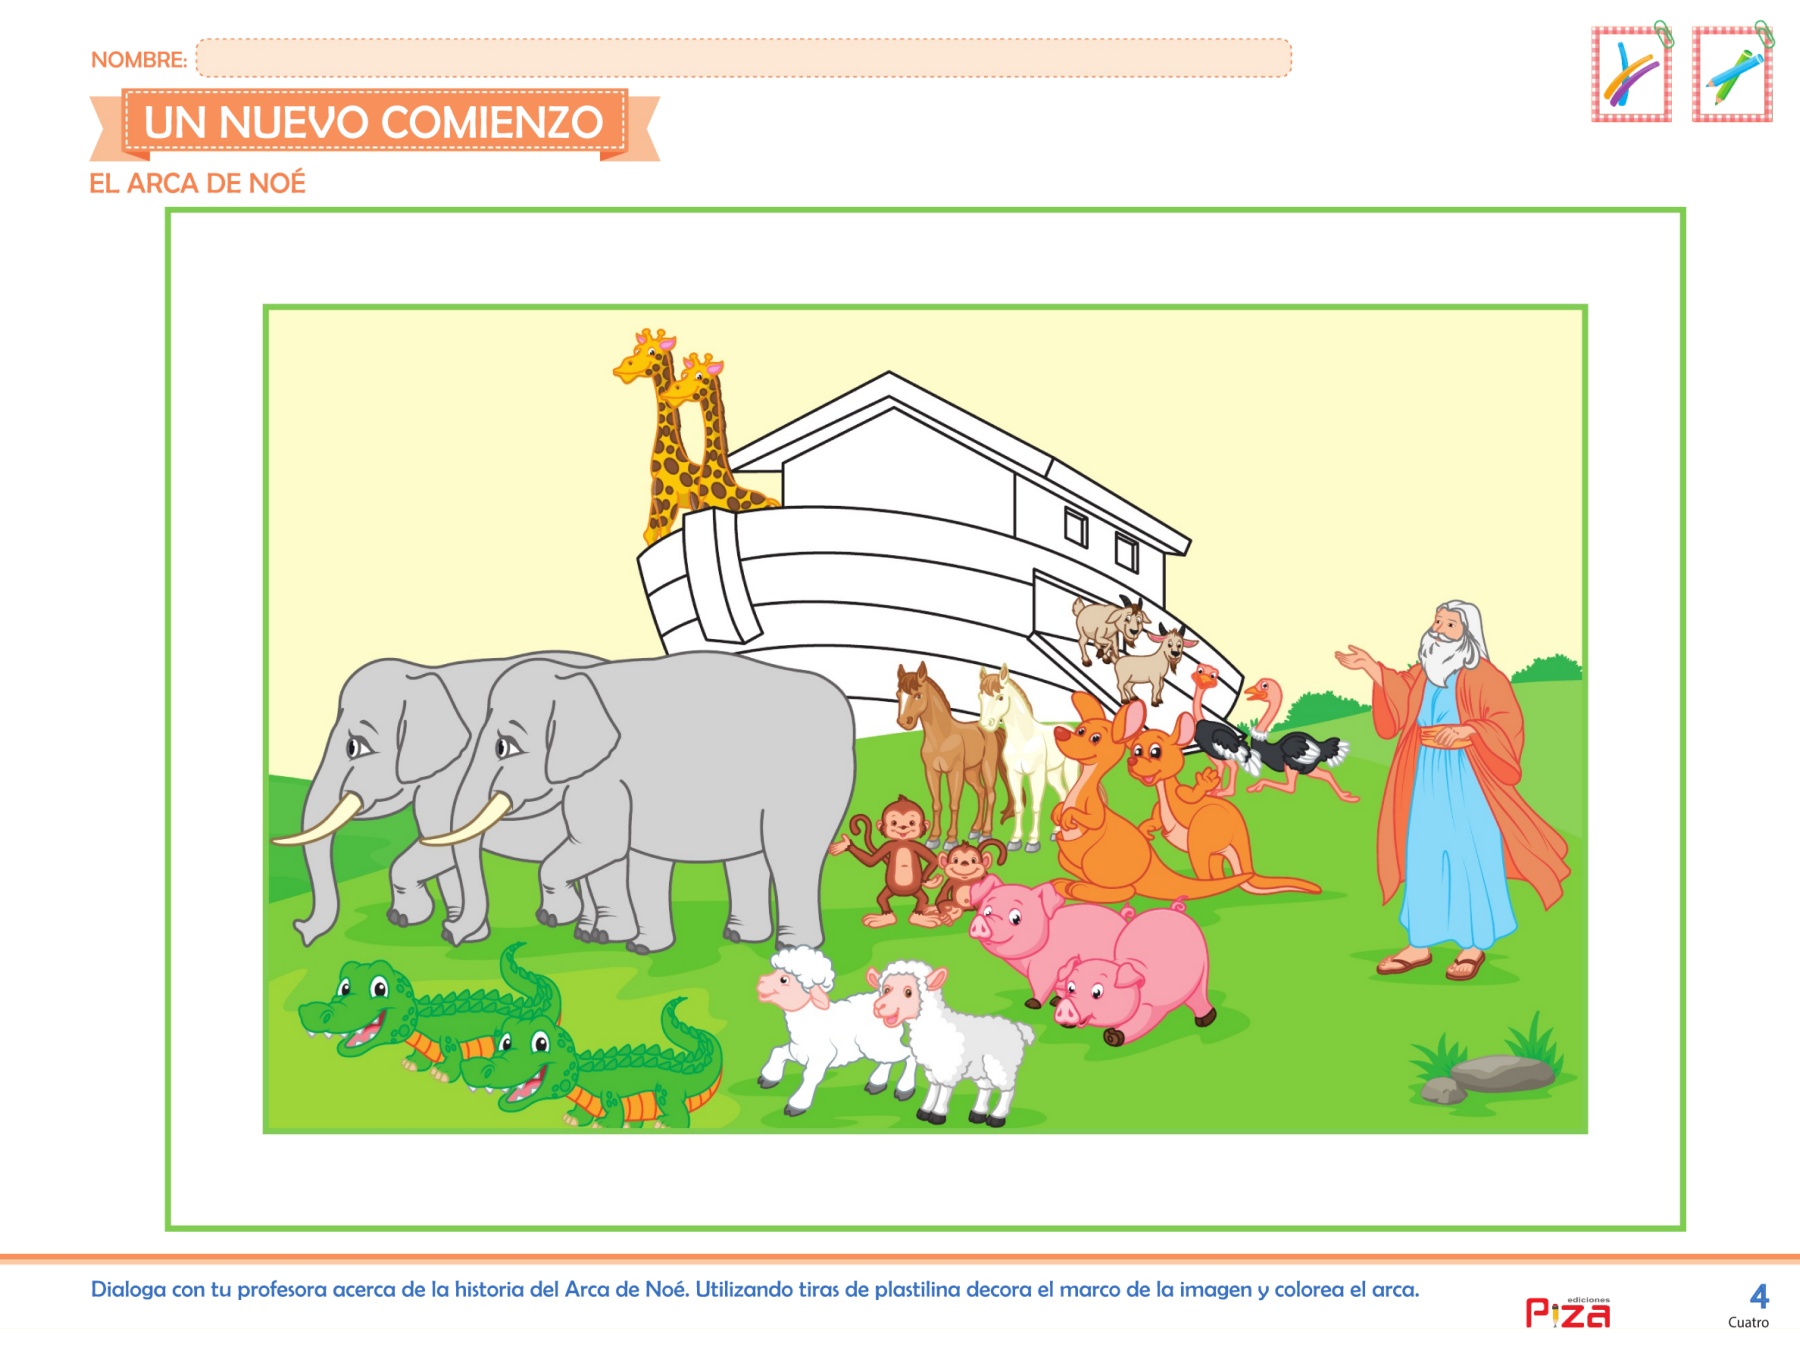 NOMBRE:
UN NUEVO COMIENZO
EL ARCA DE NOÉ
Dialoga con tu profesora acerca de la historia del Arca de Noé. Utilizando tiras de plastilina decora el marco de la imagen y colorea el arca.
ediciones
Piza
4
Cuatro